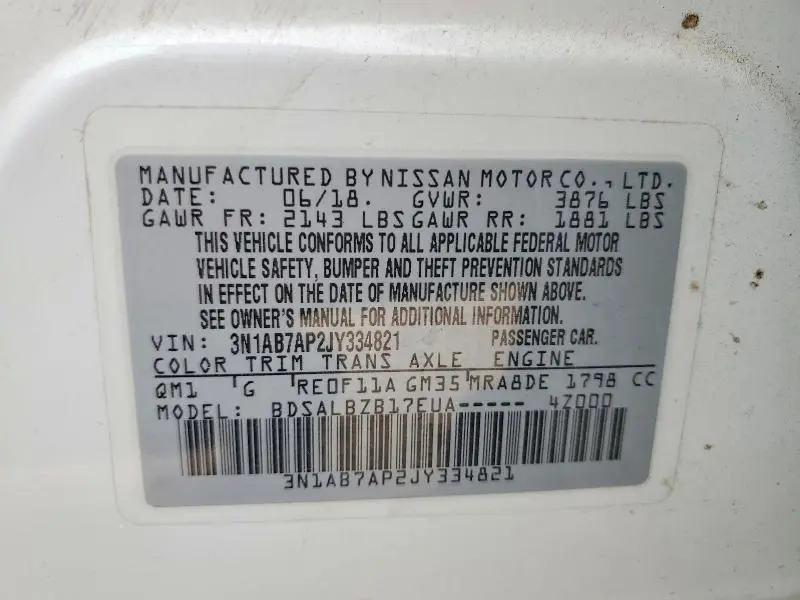 MANUFACTURED BY NISSAN MOTOR CO., LTD.
DATE: 06/18. GVWR: 3876 LBS
GAWR FR: 2143 LBS GAWR RR: 1881 LBS
THIS VEHICLE CONFORMS TO ALL APPLICABLE FEDERAL MOTOR
VEHICLE SAFETY, BUMPER AND THEFT PREVENTION STANDARDS
IN EFFECT ON THE DATE OF MANUFACTURE SHOWN ABOVE.
SEE OWNER'S MANUAL FOR ADDITIONAL INFORMATION.
VIN: 3N1AB7AP2JY334821 PASSENGER CAR.
COLOR TRIM TRANS AXLE ENGINE
QM1 G RE0F11A GM35 MRA8DE 1798 CC
MODEL: BDSALBZB17EUA----- 4Z000
3N1AB7AP2JY334821